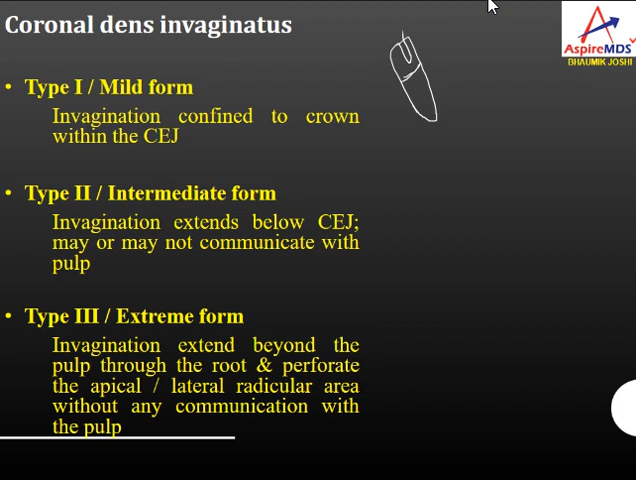 Coronal dens invaginatus
AspireMDS
BHAUMIK JOSHI
• Type I / Mild form
Invagination confined to crown
within the CEJ
• Type II / Intermediate form
Invagination extends below CEJ;
may or may not communicate with
pulp
• Type III / Extreme form
Invagination extend beyond the
pulp through the root & perforate
the apical / lateral radicular area
without any communication with
the pulp